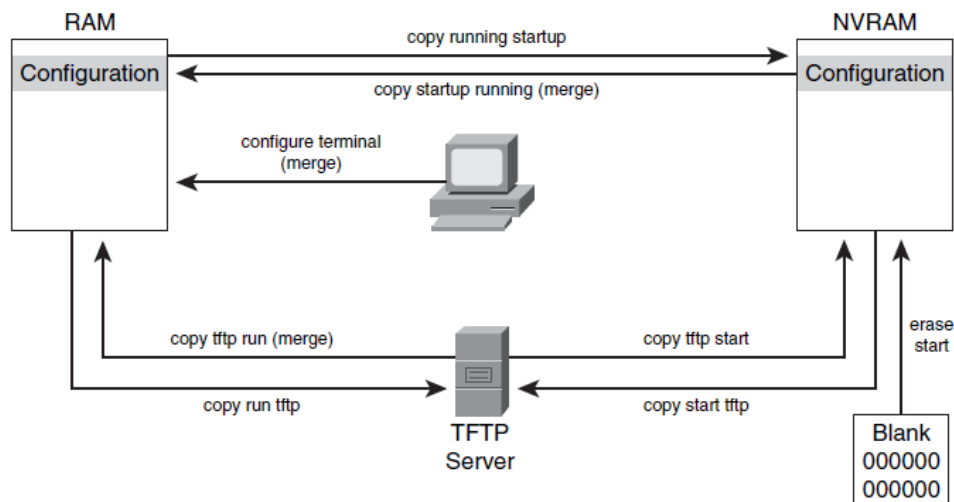 RAM
NVRAM
copy running startup
Configuration
Configuration
copy startup running (merge)
configure terminal
(merge)
copy tftp run (merge)
copy tftp start
erase
start
copy run tftp
copy start tftp
TFTP
Server
Blank
000000
000000